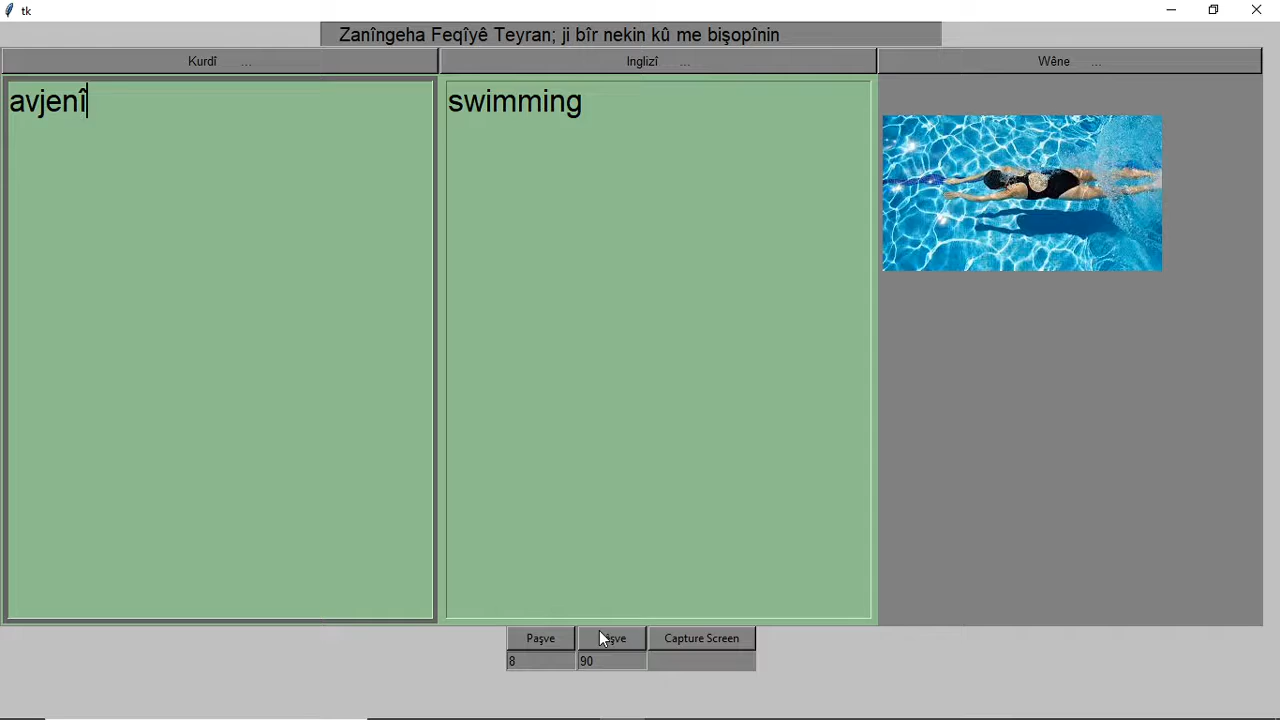 tk
Zanîngeha Feqîyê Teyran; ji bîr nekin kû me bişopînin
Kurdî ...
Inglizî ...
Wêne ...
avjenî
swimming
Paşve
Capture Screen
8
90